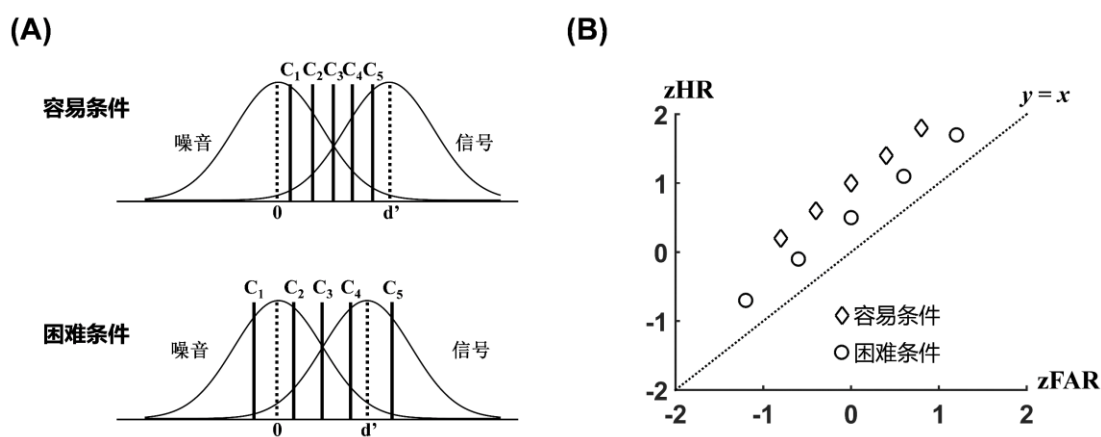 (A)
容易条件
C1 C2 C3 C4 C5
噪音
信号
0
d'
困难条件
C1 C2 C3 C4 C5
噪音
信号
0
d'
(B)
zHR
y = x
2
1
0
-1
-2
容易条件
困难条件
zFAR
-2 -1 0 1 2